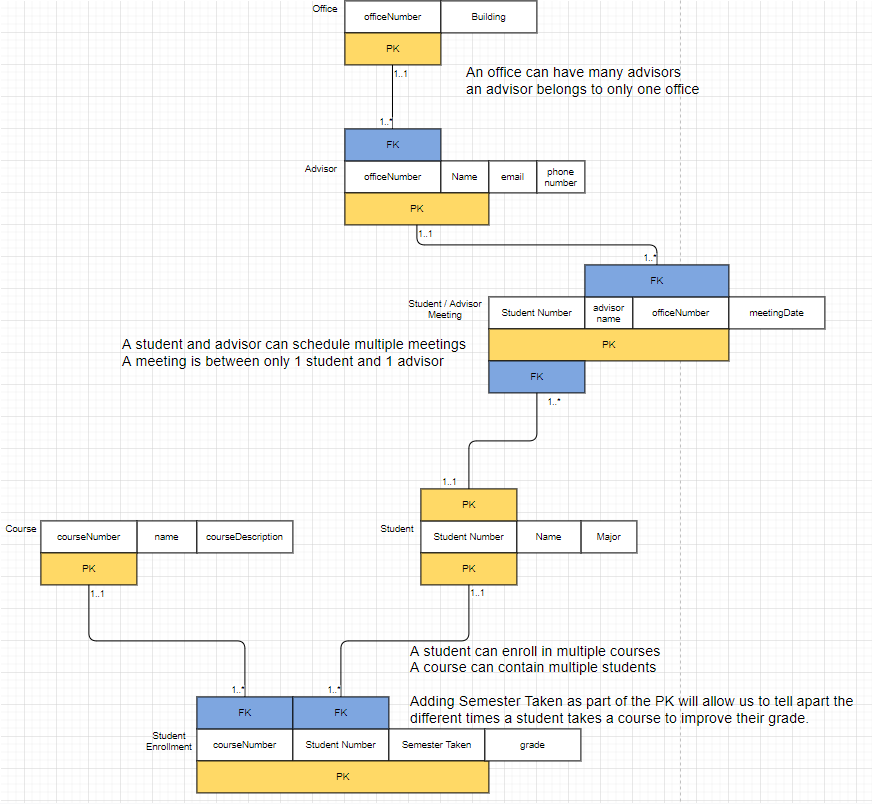 Office
officeNumber
Building
PK
1..1
An office can have many advisors
an advisor belongs to only one office
1..*
FK
Advisor
officeNumber
Name
email
phone
number
PK
1..1
1..*
FK
Student / Advisor
Meeting
Student Number
advisor
name
officeNumber
meetingDate
A student and advisor can schedule multiple meetings
A meeting is between only 1 student and 1 advisor
PK
FK
1..*
1..1
PK
Course
courseNumber
name
courseDescription
Student
Student Number
Name
Major
PK
PK
1..1
1..1
A student can enroll in multiple courses
A course can contain multiple students
1..*
1..*
Adding Semester Taken as part of the PK will allow us to tell apart the
different times a student takes a course to improve their grade.
FK
FK
Student
Enrollment
courseNumber
Student Number
Semester Taken
grade
PK